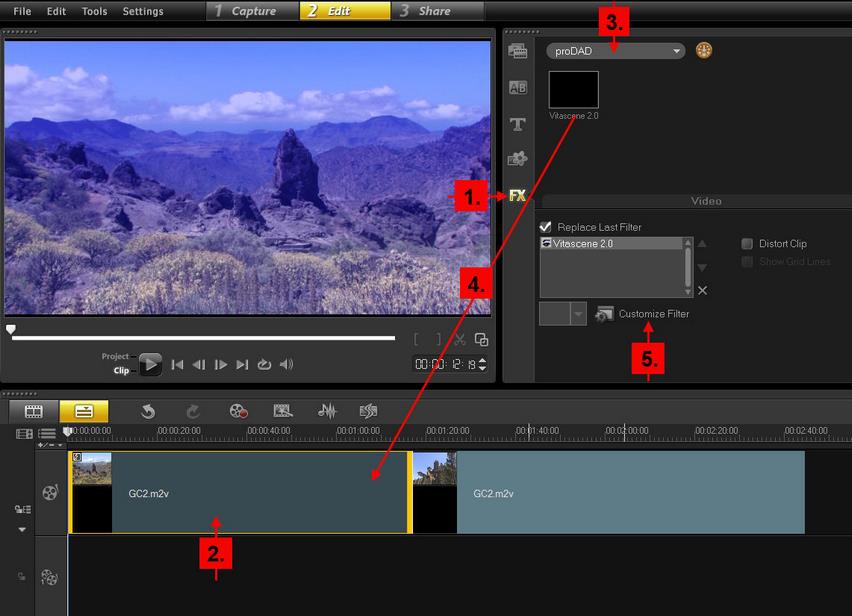 File Edit Tools Settings
1 Capture
2 Edit
3 Share
3.
proDAD
AB
Vitascene 2.0
T
1.
FX
Video
Replace Last Filter
Vitascene 2.0
Distort Clip
Show Grid Lines
4.
Customize Filter
5.
Project
Clip
[ ]
00:00:12:19
00:00:00:00 00:00:20:00 00:00:40:00 00:01:00:00 00:01:20:00 00:01:40:00 00:02:00:00 00:02:20:00 00:02:40:00
+/−
GC2.m2v
GC2.m2v
2.